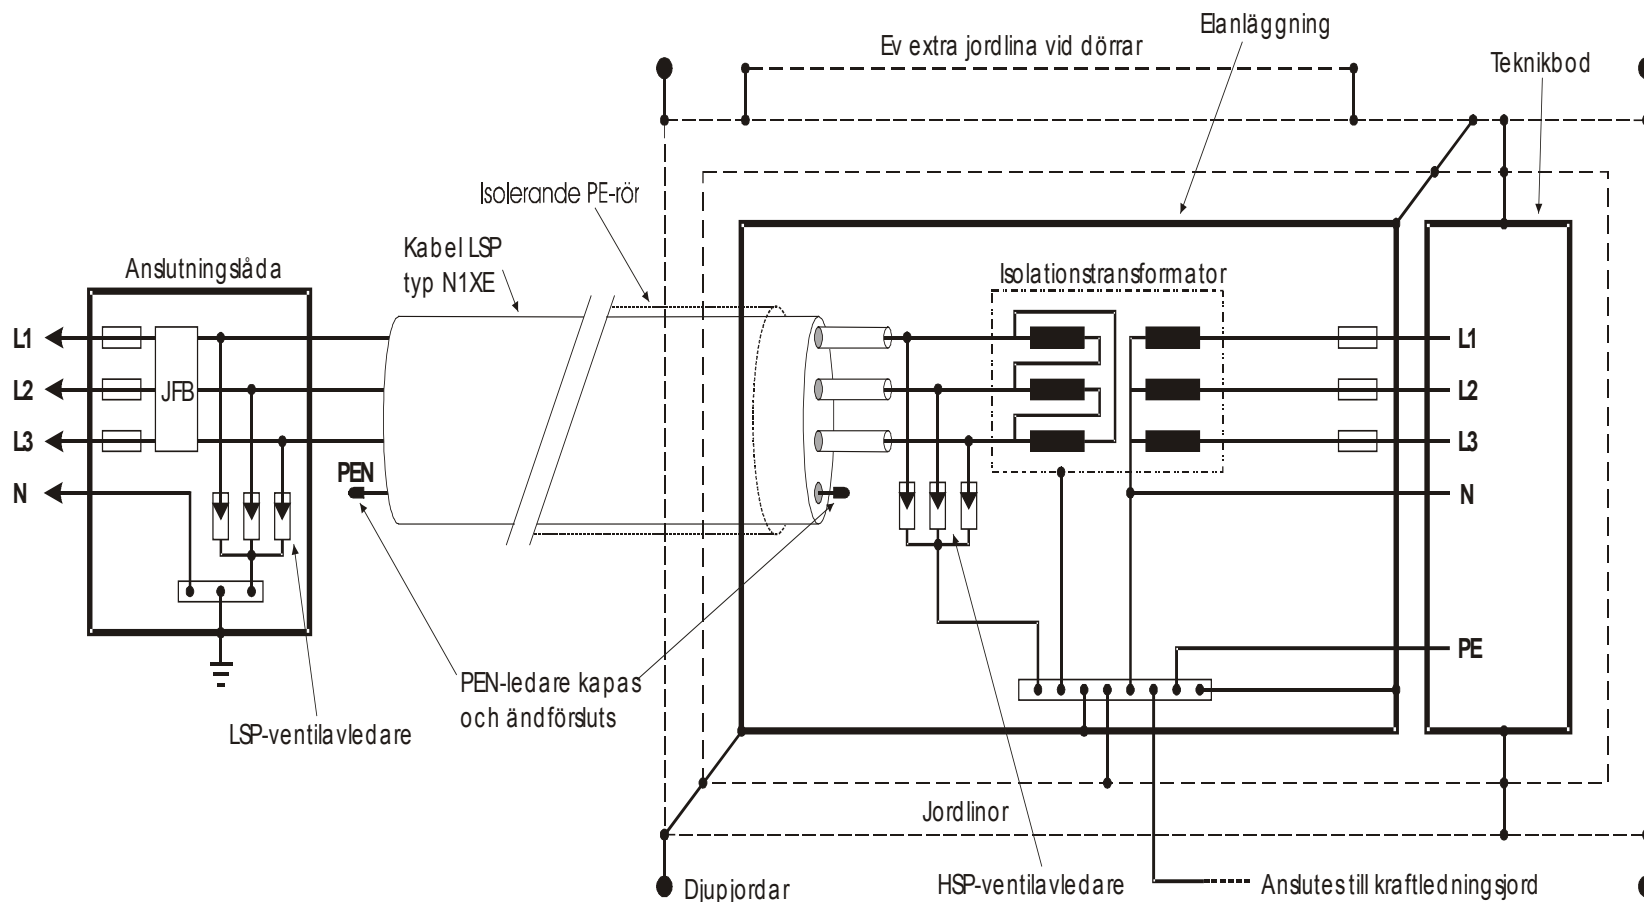 Elanläggning
Ev extra jordlina vid dörrar
Teknikbod
Isolerande PE-rör
Kabel LSP
typ N1XE
Anslutningslåda
Isolationstransformator
L1
L2
L3
N
JFB
PEN
L1
L2
L3
N
PE
PEN-ledare kapas
och ändförsluts
LSP-ventilavledare
Jordlinor
Djupjordar
HSP-ventilavledare
Anslutes till kraftledningsjord